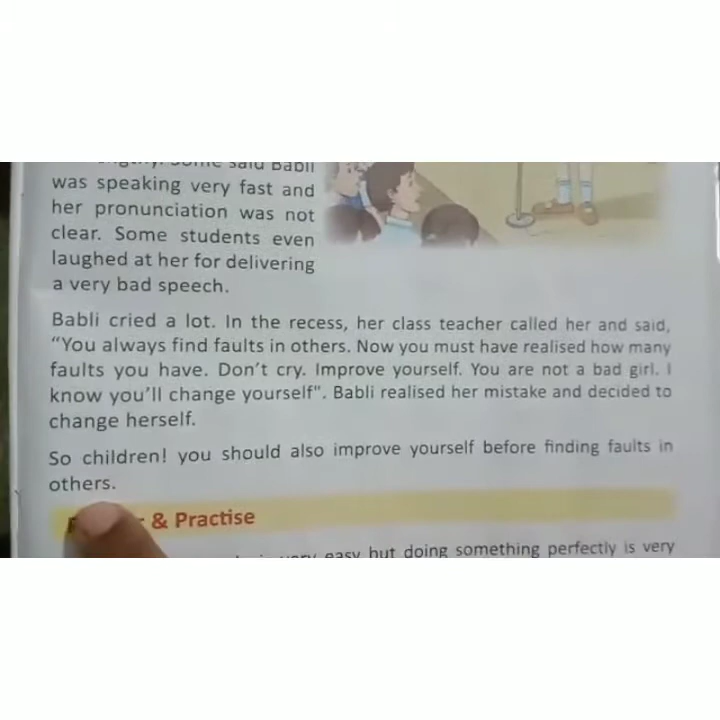 Some said Babli
was speaking very fast and
her pronunciation was not
clear. Some students even
laughed at her for delivering
a very bad speech.
Babli cried a lot. In the recess, her class teacher called her and said,
“You always find faults in others. Now you must have realised how many
faults you have. Don’t cry. Improve yourself. You are not a bad girl. I
know you’ll change yourself". Babli realised her mistake and decided to
change herself.
So children! you should also improve yourself before finding faults in
others.
& Practise
very easy but doing something perfectly is very